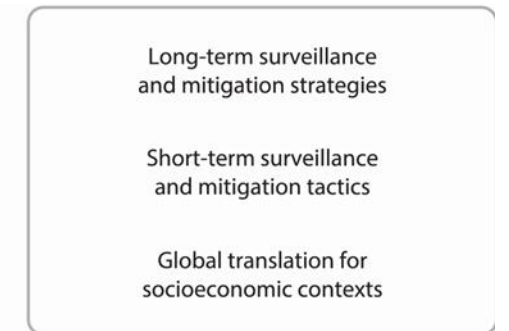 Long-term surveillance
and mitigation strategies
Short-term surveillance
and mitigation tactics
Global translation for
socioeconomic contexts